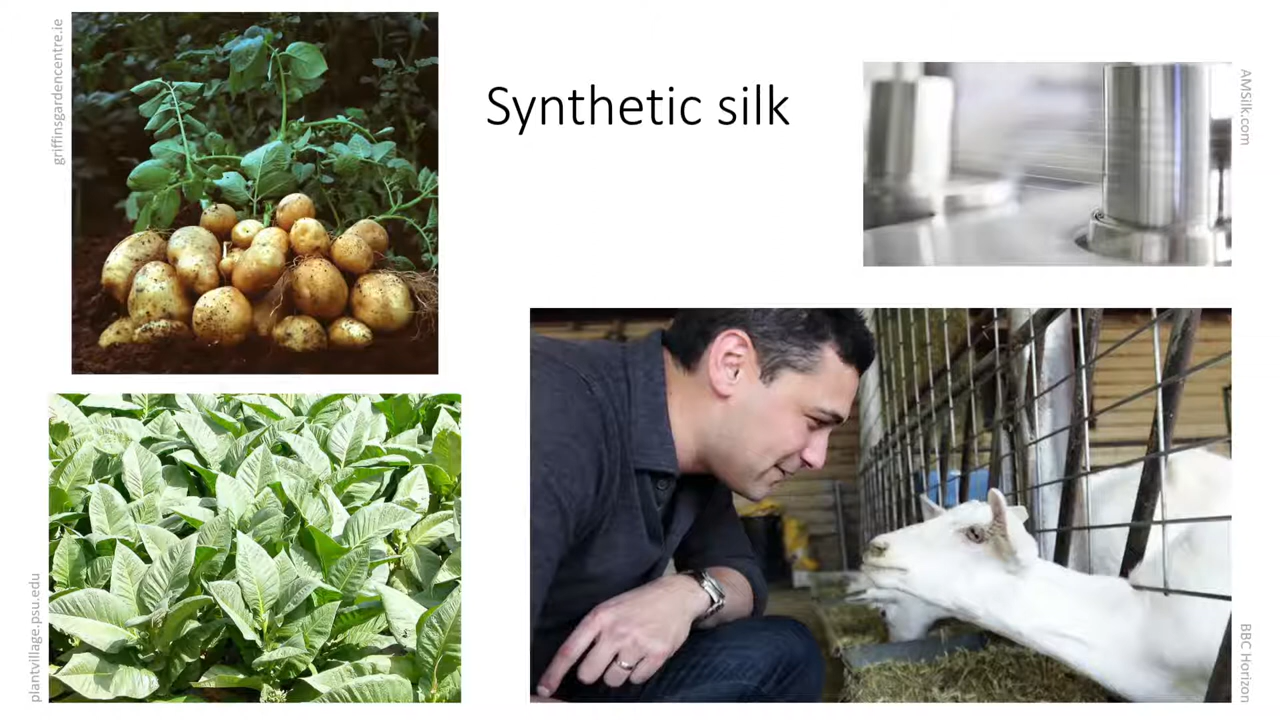 griffinsgardencentre.ie
Synthetic silk
AMSilk.com
plantvillage.psu.edu
BBC Horizon